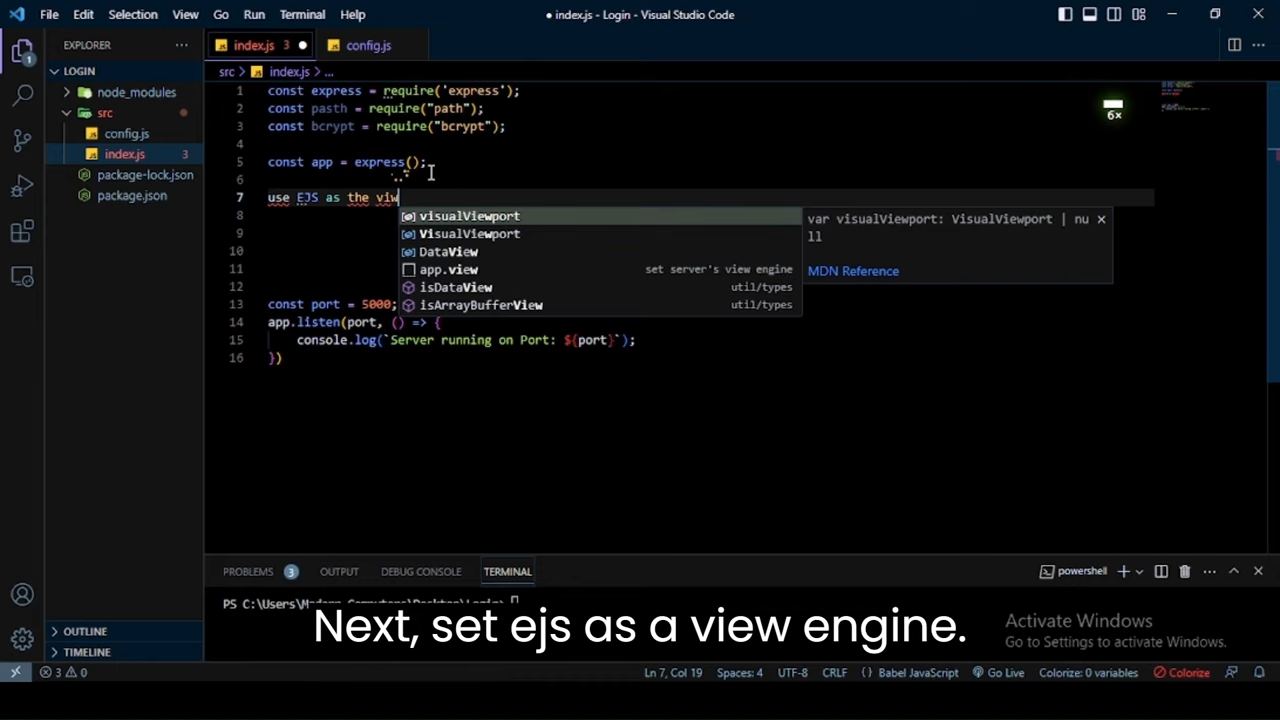 File Edit Selection View Go Run Terminal Help
● index.js - Login - Visual Studio Code
EXPLORER
LOGIN
node_modules
src
config.js
index.js 3
package-lock.json
package.json
OUTLINE
TIMELINE
index.js 3
config.js
src > index.js > ...
1 const express = require('express');
2 const pasth = require("path");
3 const bcrypt = require("bcrypt");
4
5 const app = express();
6
7 use EJS as the viw
8
9
10
11
12
13 const port = 5000;
14 app.listen(port, () => {
15 console.log(`Server running on Port: ${port}`);
16 })
visualViewport
VisualViewport
DataView
app.view set server's view engine
isDataView util/types
isArrayBufferView util/types
var visualViewport: VisualViewport | nu
ll
MDN Reference
6×
PROBLEMS 3 OUTPUT DEBUG CONSOLE TERMINAL
powershell
Next, set ejs as a view engine.
Activate Windows
Go to Settings to activate Windows.
3 0
Ln 7, Col 19 Spaces: 4 UTF-8 CRLF { } Babel JavaScript Go Live Colorize: 0 variables Colorize